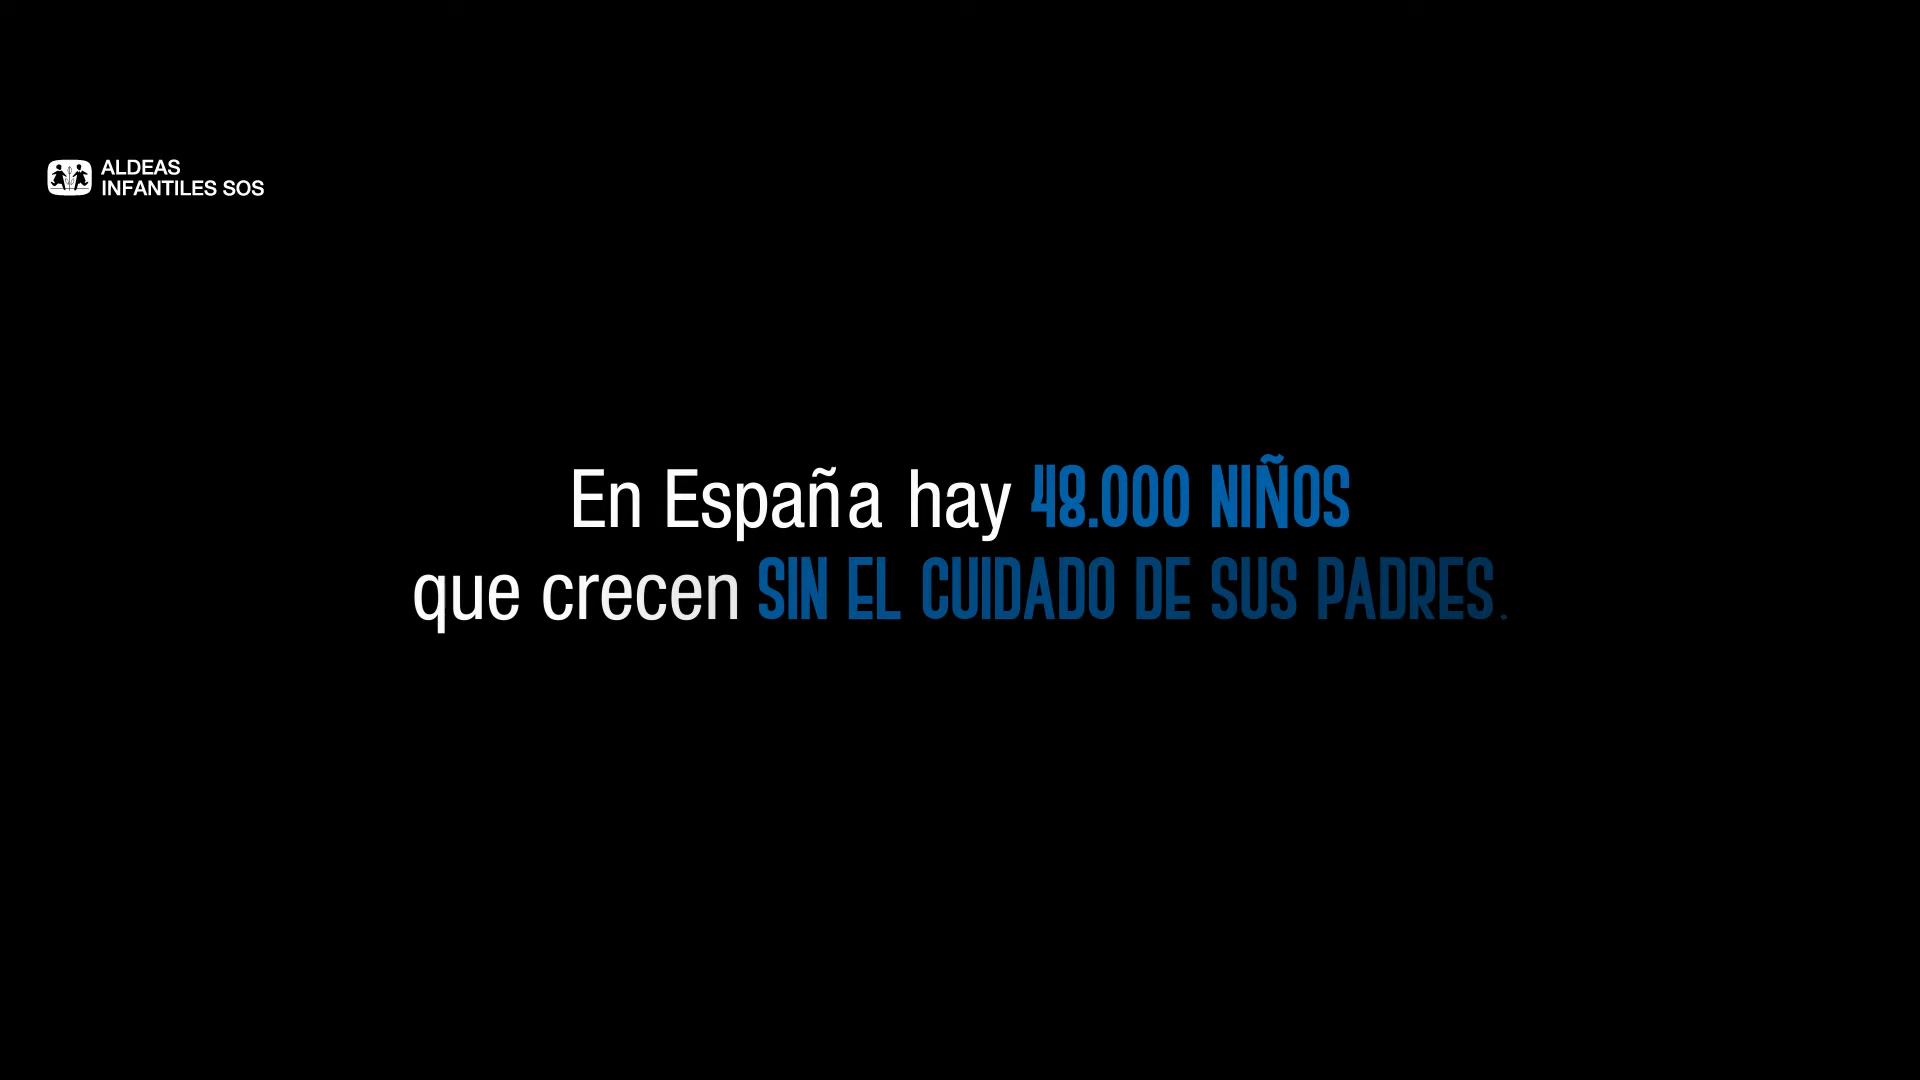 ALDEAS
INFANTILES SOS
En España hay 48.000 NIÑOS
que crecen SIN EL CUIDADO DE SUS PADRES.